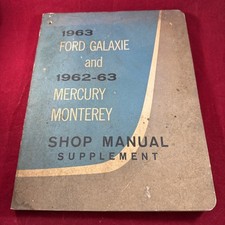 1963
FORD GALAXIE
and
1962-63
MERCURY
MONTEREY
SHOP MANUAL
SUPPLEMENT